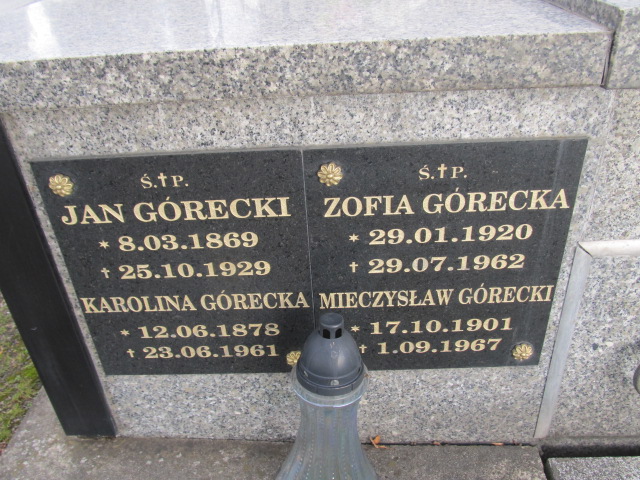 Ś.†P.
JAN GÓRECKI
* 8.03.1869
† 25.10.1929
KAROLINA GÓRECKA
* 12.06.1878
† 23.06.1961
Ś.†P.
ZOFIA GÓRECKA
* 29.01.1920
† 29.07.1962
MIECZYSŁAW GÓRECKI
* 17.10.1901
† 1.09.1967